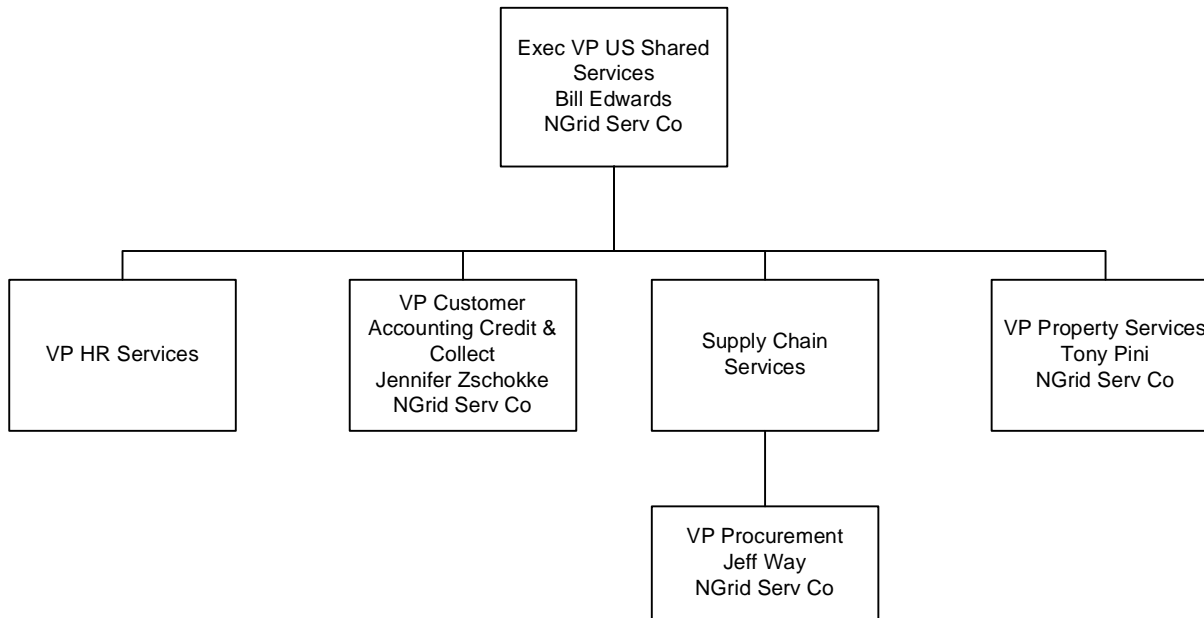 Exec VP US Shared
Services
Bill Edwards
NGrid Serv Co
VP HR Services
VP Customer
Accounting Credit &
Collect
Jennifer Zschokke
NGrid Serv Co
Supply Chain
Services
VP Property Services
Tony Pini
NGrid Serv Co
VP Procurement
Jeff Way
NGrid Serv Co